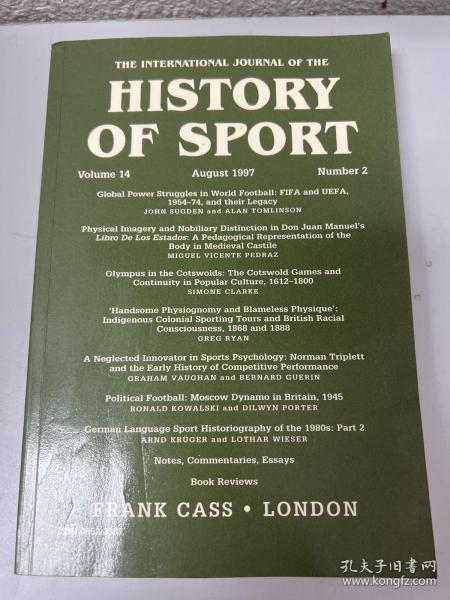 THE INTERNATIONAL JOURNAL OF THE
HISTORY
OF SPORT
Volume 14 August 1997 Number 2
Global Power Struggles in World Football: FIFA and UEFA,
1954–74, and their Legacy
JOHN SUGDEN and ALAN TOMLINSON
Physical Imagery and Nobiliary Distinction in Don Juan Manuel's
Libro De Los Estados: A Pedagogical Representation of the
Body in Medieval Castile
MIGUEL VICENTE PEDRAZ
Olympus in the Cotswolds: The Cotswold Games and
Continuity in Popular Culture, 1612–1800
SIMONE CLARKE
'Handsome Physiognomy and Blameless Physique':
Indigenous Colonial Sporting Tours and British Racial
Consciousness, 1868 and 1888
GREG RYAN
A Neglected Innovator in Sports Psychology: Norman Triplett
and the Early History of Competitive Performance
GRAHAM VAUGHAN and BERNARD GUERIN
Political Football: Moscow Dynamo in Britain, 1945
RONALD KOWALSKI and DILWYN PORTER
German Language Sport Historiography of the 1980s: Part 2
ARND KRÜGER and LOTHAR WIESER
Notes, Commentaries, Essays
Book Reviews
FRANK CASS • LONDON
孔夫子旧书网
www.kongfz.com